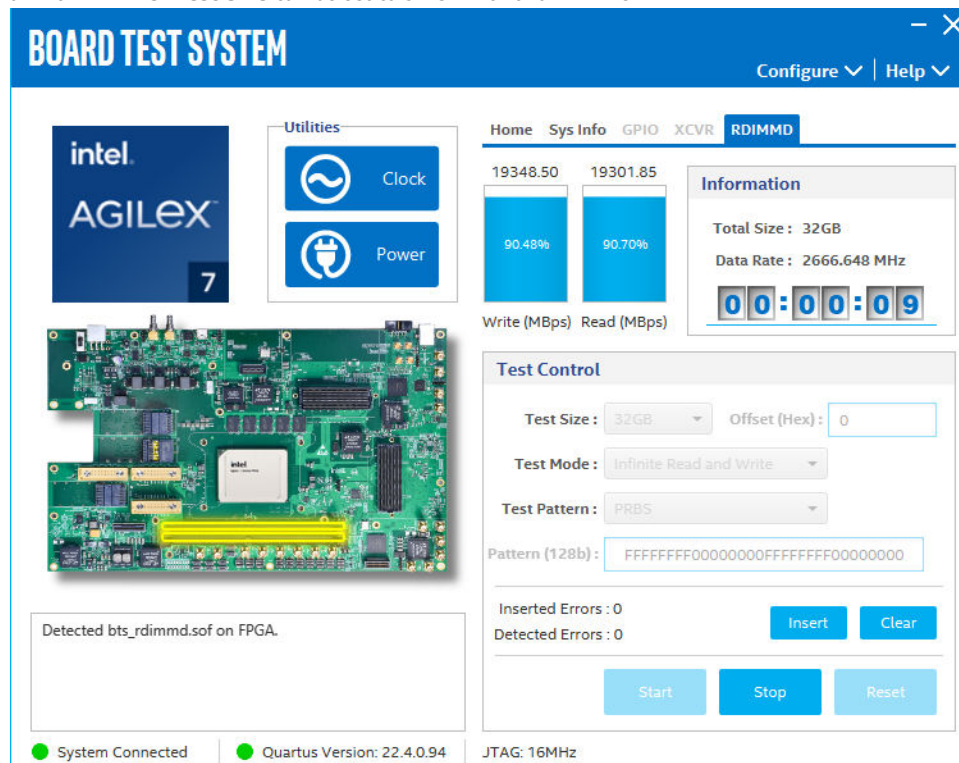 BOARD TEST SYSTEM
Configure | Help
intel.
AGILEX
7
Utilities
Clock
Power
Home Sys Info GPIO XCVR RDIMMD
19348.50 19301.85
90.48% 90.70%
Write (MBps) Read (MBps)
Information
Total Size : 32GB
Data Rate : 2666.648 MHz
00:00:09
intel
Test Control
Test Size : 32GB Offset (Hex) : 0
Test Mode : Infinite Read and Write
Test Pattern : PRBS
Pattern (128b) : FFFFFFFF00000000FFFFFFFF00000000
Inserted Errors : 0
Detected Errors : 0
Insert Clear
Start Stop Reset
Detected bts_rdimmd.sof on FPGA.
System Connected Quartus Version: 22.4.0.94 JTAG: 16MHz